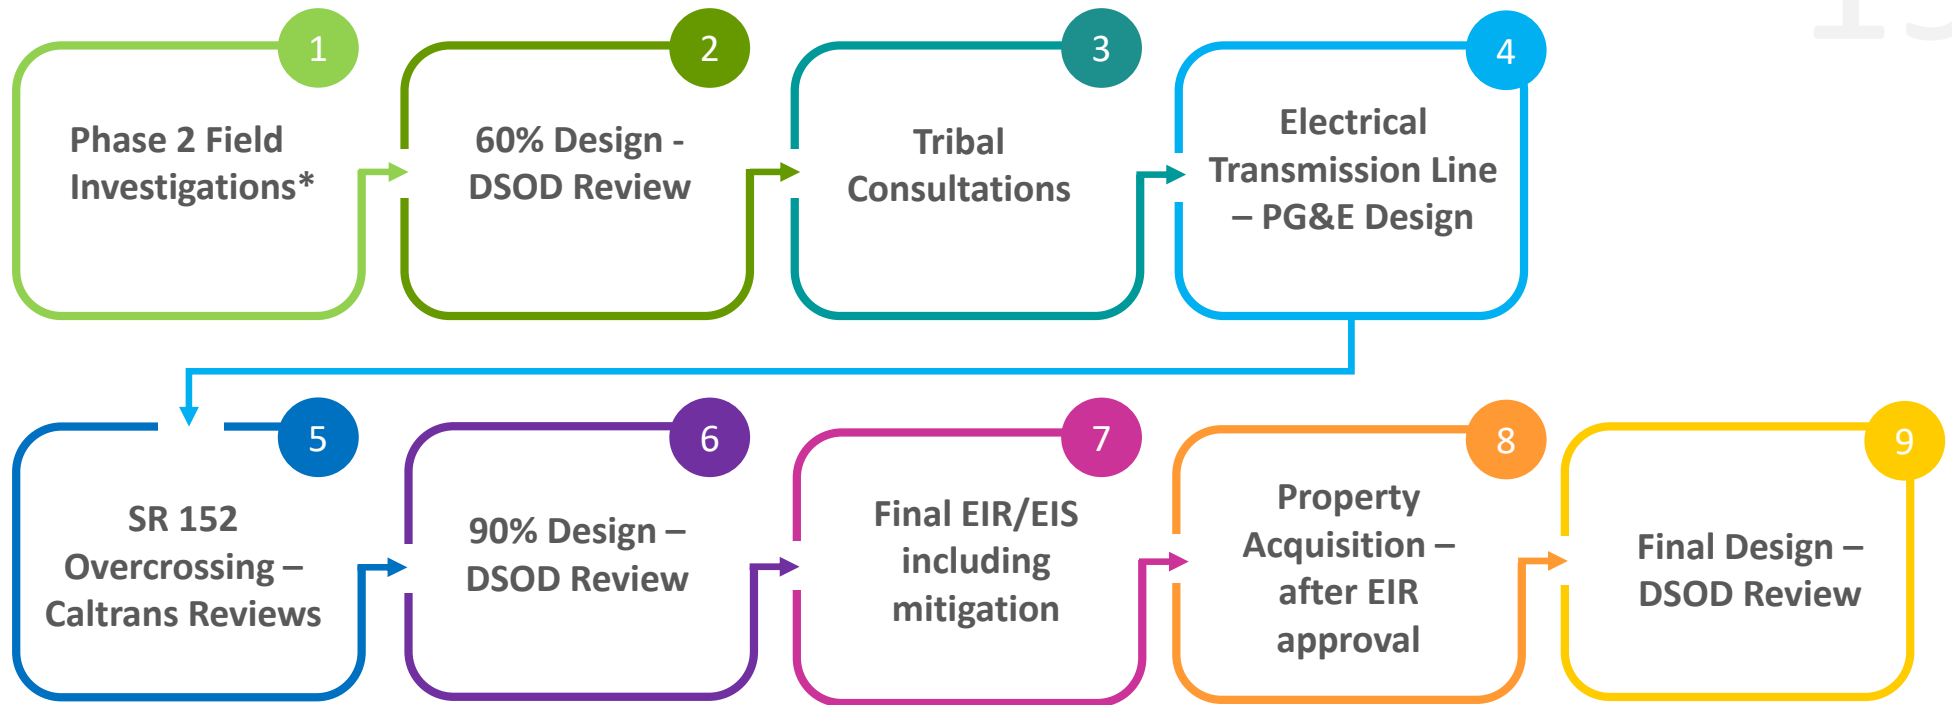 1
Phase 2 Field
Investigations*
2
60% Design -
DSOD Review
3
Tribal
Consultations
4
Electrical
Transmission Line
– PG&E Design
5
SR 152
Overcrossing –
Caltrans Reviews
6
90% Design –
DSOD Review
7
Final EIR/EIS
including
mitigation
8
Property
Acquisition –
after EIR
approval
9
Final Design –
DSOD Review